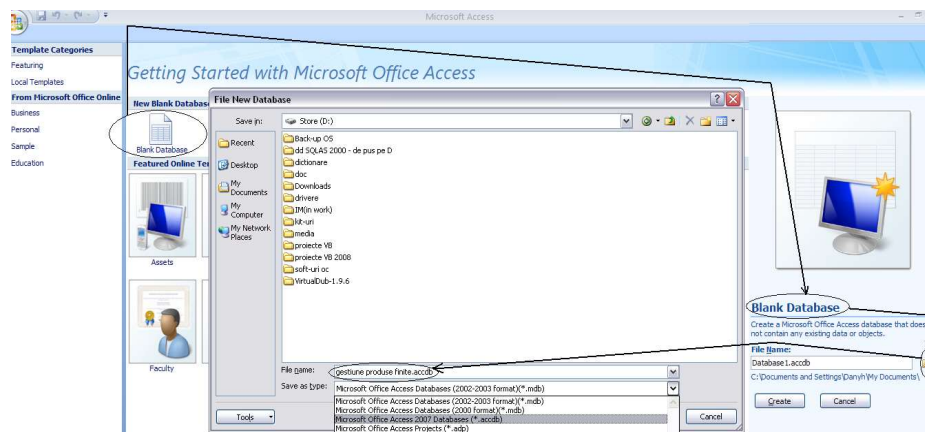 Microsoft Access
Template Categories
Featuring
Local Templates
From Microsoft Office Online
Business
Personal
Sample
Education
Getting Started with Microsoft Office Access
New Blank Database
Blank Database
Featured Online
Assets
Faculty
File New Database
Save in:
Store (D:)
Recent
Desktop
My Documents
My Computer
My Network Places
Back-up OS
dd SQLAS 2000 - de pus pe D
dictionare
doc
Downloads
drivere
IM(in work)
kit-uri
media
proiecte VB
proiecte VB 2008
soft-uri oc
VirtualDub-1.9.6
File name:
gestiune produse finite.accdb
Save as type:
Microsoft Office Access Databases (2002-2003 format)(*.mdb)
Microsoft Office Access Databases (2002-2003 format)(*.mdb)
Microsoft Office Access Databases (2000 format)(*.mdb)
Microsoft Office Access 2007 Databases (*.accdb)
Microsoft Office Access Projects (*.adp)
Tools
Cancel
Blank Database
Create a Microsoft Office Access database that does
not contain any existing data or objects.
File Name:
Database1.accdb
C:\Documents and Settings\Danyh\My Documents\
Create
Cancel